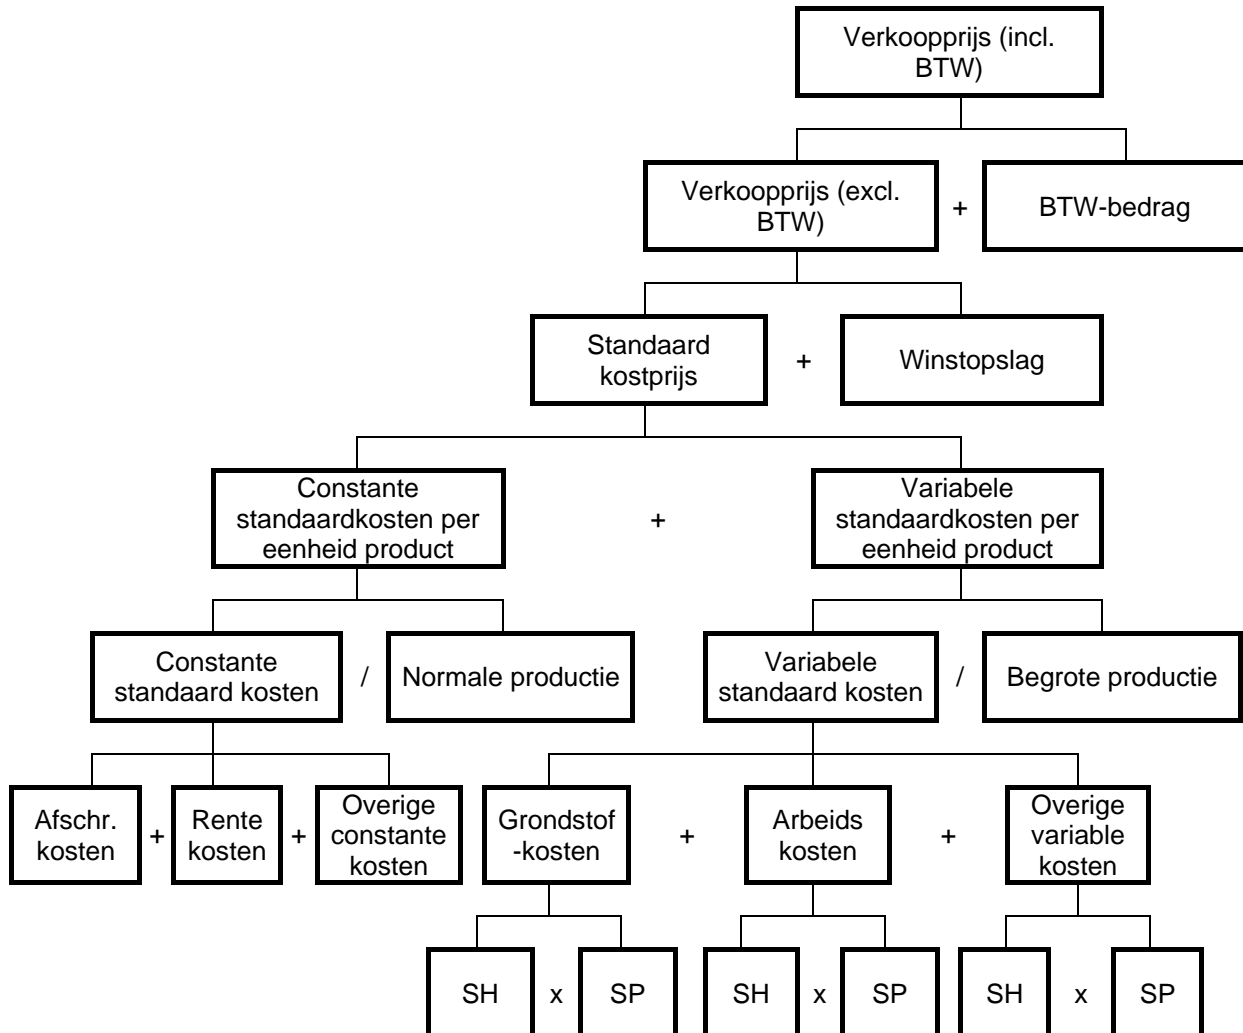 Verkoopprijs (incl.
BTW)
Verkoopprijs (excl.
BTW)
+
BTW-bedrag
Standaard
kostprijs
+
Winstopslag
Constante
standaardkosten per
eenheid product
+
Variabele
standaardkosten per
eenheid product
Constante
standaard kosten
/
Normale productie
Variabele
standaard kosten
/
Begrote productie
Afschr.
kosten
+
Rente
kosten
+
Overige
constante
kosten
Grondstof
-kosten
+
Arbeids
kosten
+
Overige
variable
kosten
SH
x
SP
SH
x
SP
SH
x
SP